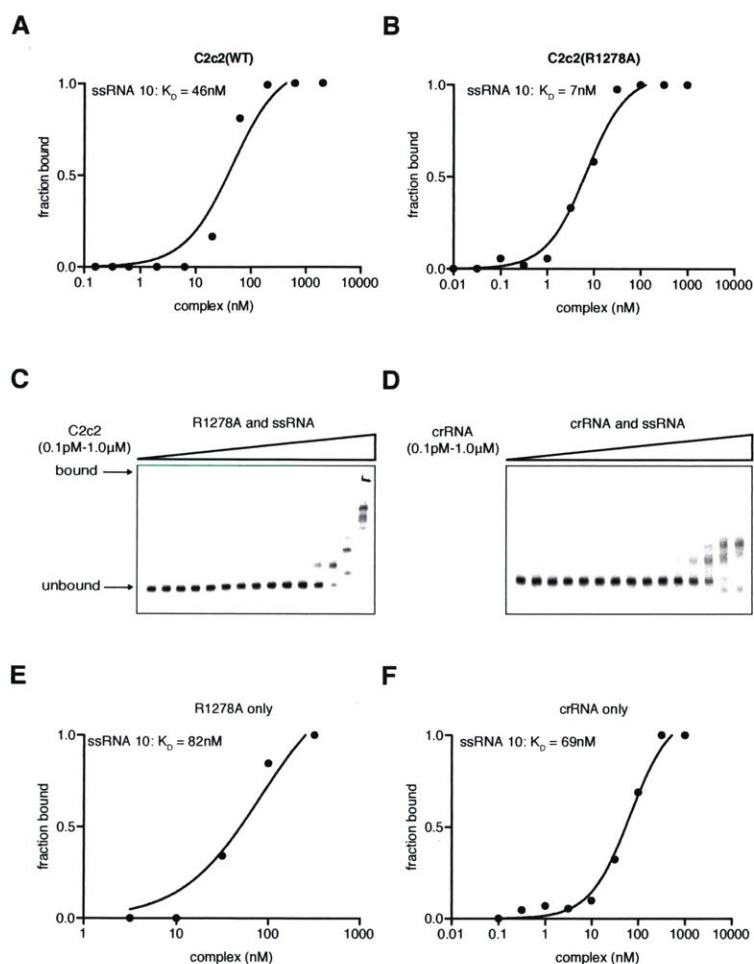 A
C2c2(WT)
ssRNA 10: K_D = 46nM
1.0
0.5
0.0
fraction bound
0.1
1
10
100
1000
10000
complex (nM)
B
C2c2(R1278A)
ssRNA 10: K_D = 7nM
1.0
0.5
0.0
fraction bound
0.01
0.1
1
10
100
1000
10000
complex (nM)
C
C2c2
(0.1pM-1.0μM)
R1278A and ssRNA
bound
unbound
D
crRNA
(0.1pM-1.0μM)
crRNA and ssRNA
E
R1278A only
ssRNA 10: K_D = 82nM
1.0
0.5
0.0
fraction bound
1
10
100
1000
complex (nM)
F
crRNA only
ssRNA 10: K_D = 69nM
1.0
0.5
0.0
fraction bound
0.01
0.1
1
10
100
1000
10000
complex (nM)